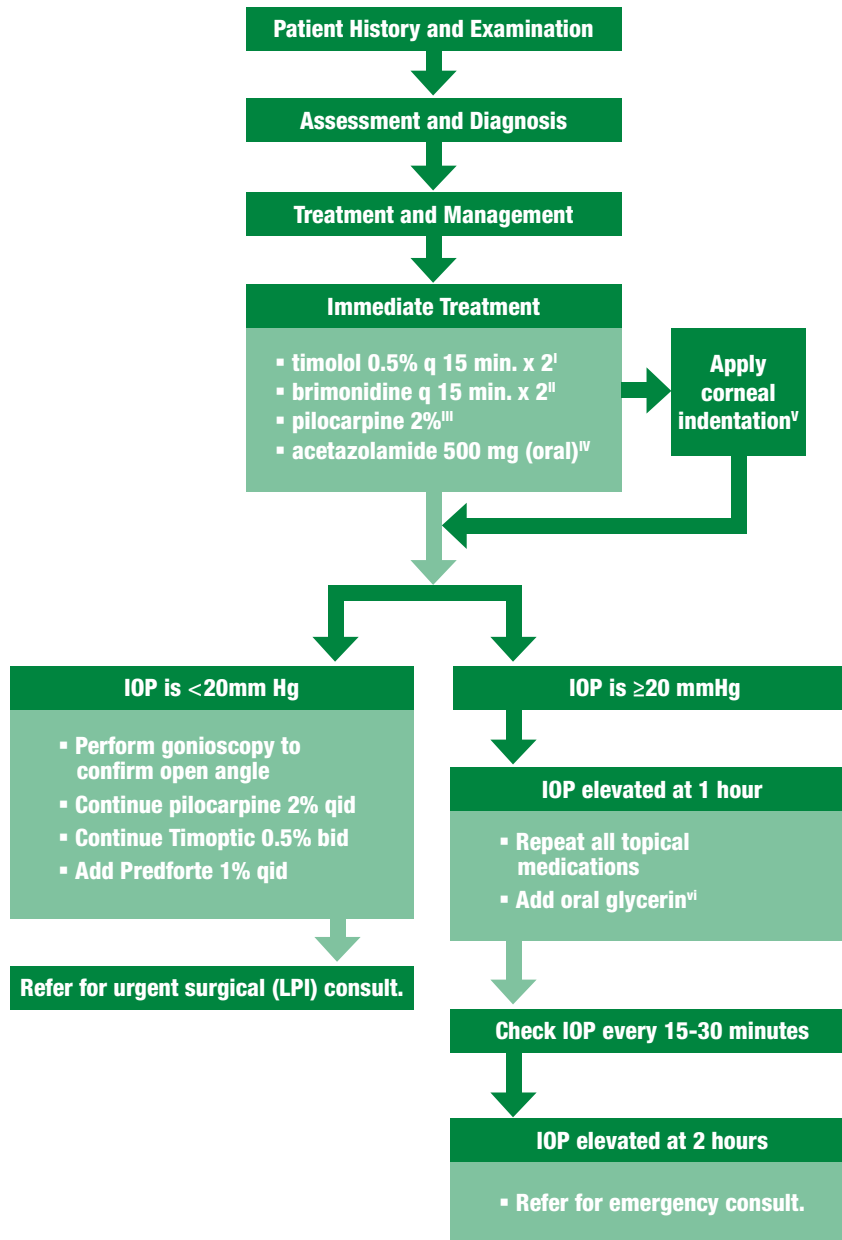 Patient History and Examination
Assessment and Diagnosis
Treatment and Management
Immediate Treatment
▪ timolol 0.5% q 15 min. x 2ᴵ
▪ brimonidine q 15 min. x 2ᴵᴵ
▪ pilocarpine 2%ᴵᴵᴵ
▪ acetazolamide 500 mg (oral)ᴵⱽ
Apply
corneal
indentationⱽ
IOP is <20mm Hg
▪ Perform gonioscopy to
confirm open angle
▪ Continue pilocarpine 2% qid
▪ Continue Timoptic 0.5% bid
▪ Add Predforte 1% qid
Refer for urgent surgical (LPI) consult.
IOP is ≥20 mmHg
IOP elevated at 1 hour
▪ Repeat all topical
medications
▪ Add oral glycerinᵛⁱ
Check IOP every 15-30 minutes
IOP elevated at 2 hours
▪ Refer for emergency consult.